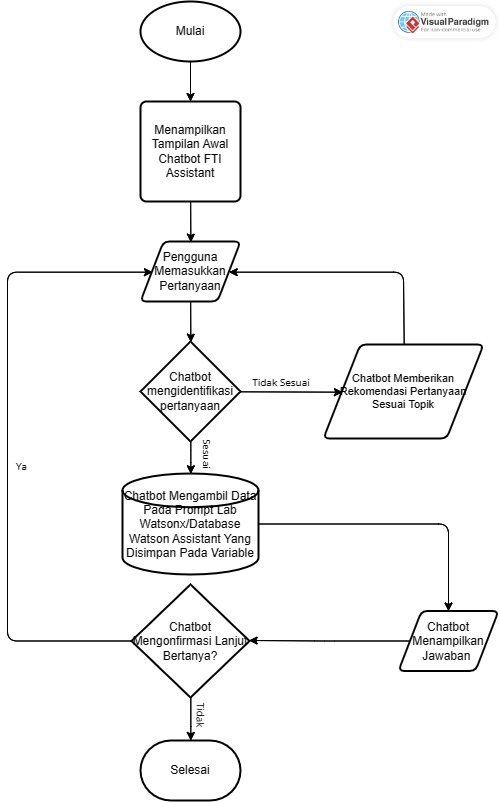 Made with
Visual Paradigm
For non-commercial use
Mulai
Menampilkan
Tampilan Awal
Chatbot FTI
Assistant
Pengguna
Memasukkan
Pertanyaan
Chatbot
mengidentifikasi
pertanyaan
Tidak Sesuai
Chatbot Memberikan
Rekomendasi Pertanyaan
Sesuai Topik
Sesuai
Ya
Chatbot Mengambil Data
Pada Prompt Lab
Watsonx/Database
Watson Assistant Yang
Disimpan Pada Variable
Chatbot
Mengonfirmasi Lanjut
Bertanya?
Chatbot
Menampilkan
Jawaban
Tidak
Selesai